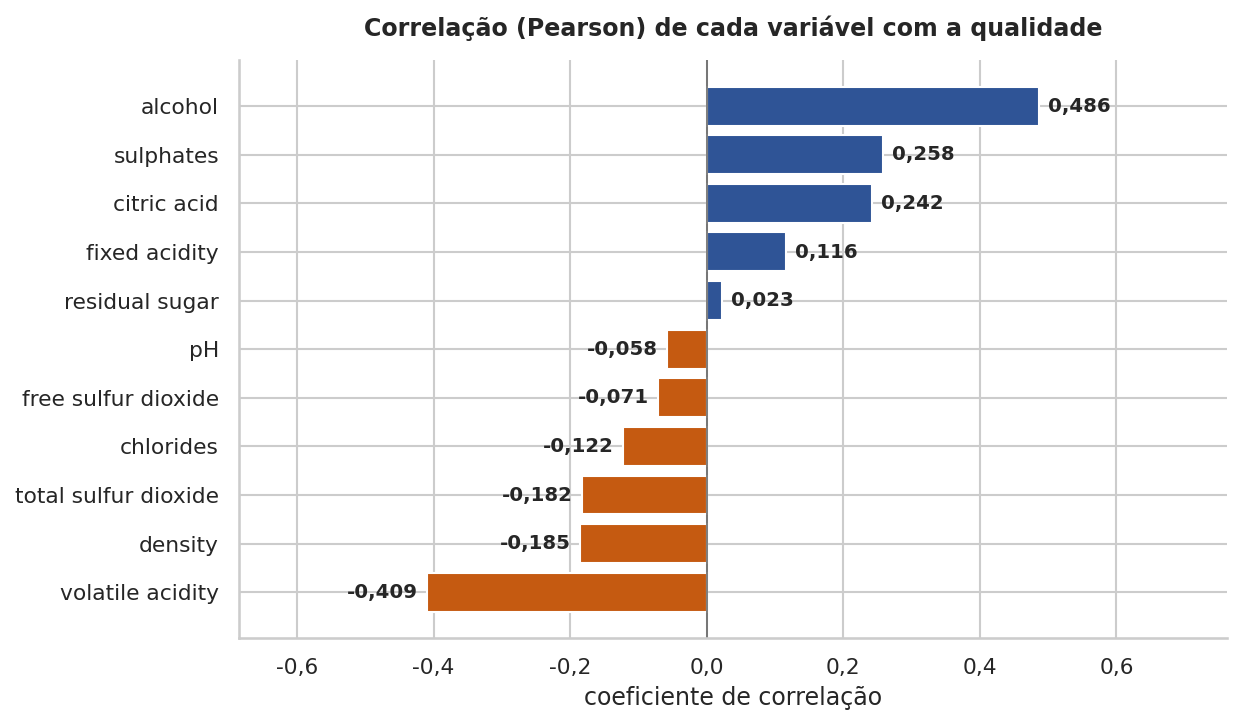 Correlação (Pearson) de cada variável com a qualidade
alcohol 0,486
sulphates 0,258
citric acid 0,242
fixed acidity 0,116
residual sugar 0,023
pH -0,058
free sulfur dioxide -0,071
chlorides -0,122
total sulfur dioxide -0,182
density -0,185
volatile acidity -0,409
-0,6 -0,4 -0,2 0,0 0,2 0,4 0,6
coeficiente de correlação